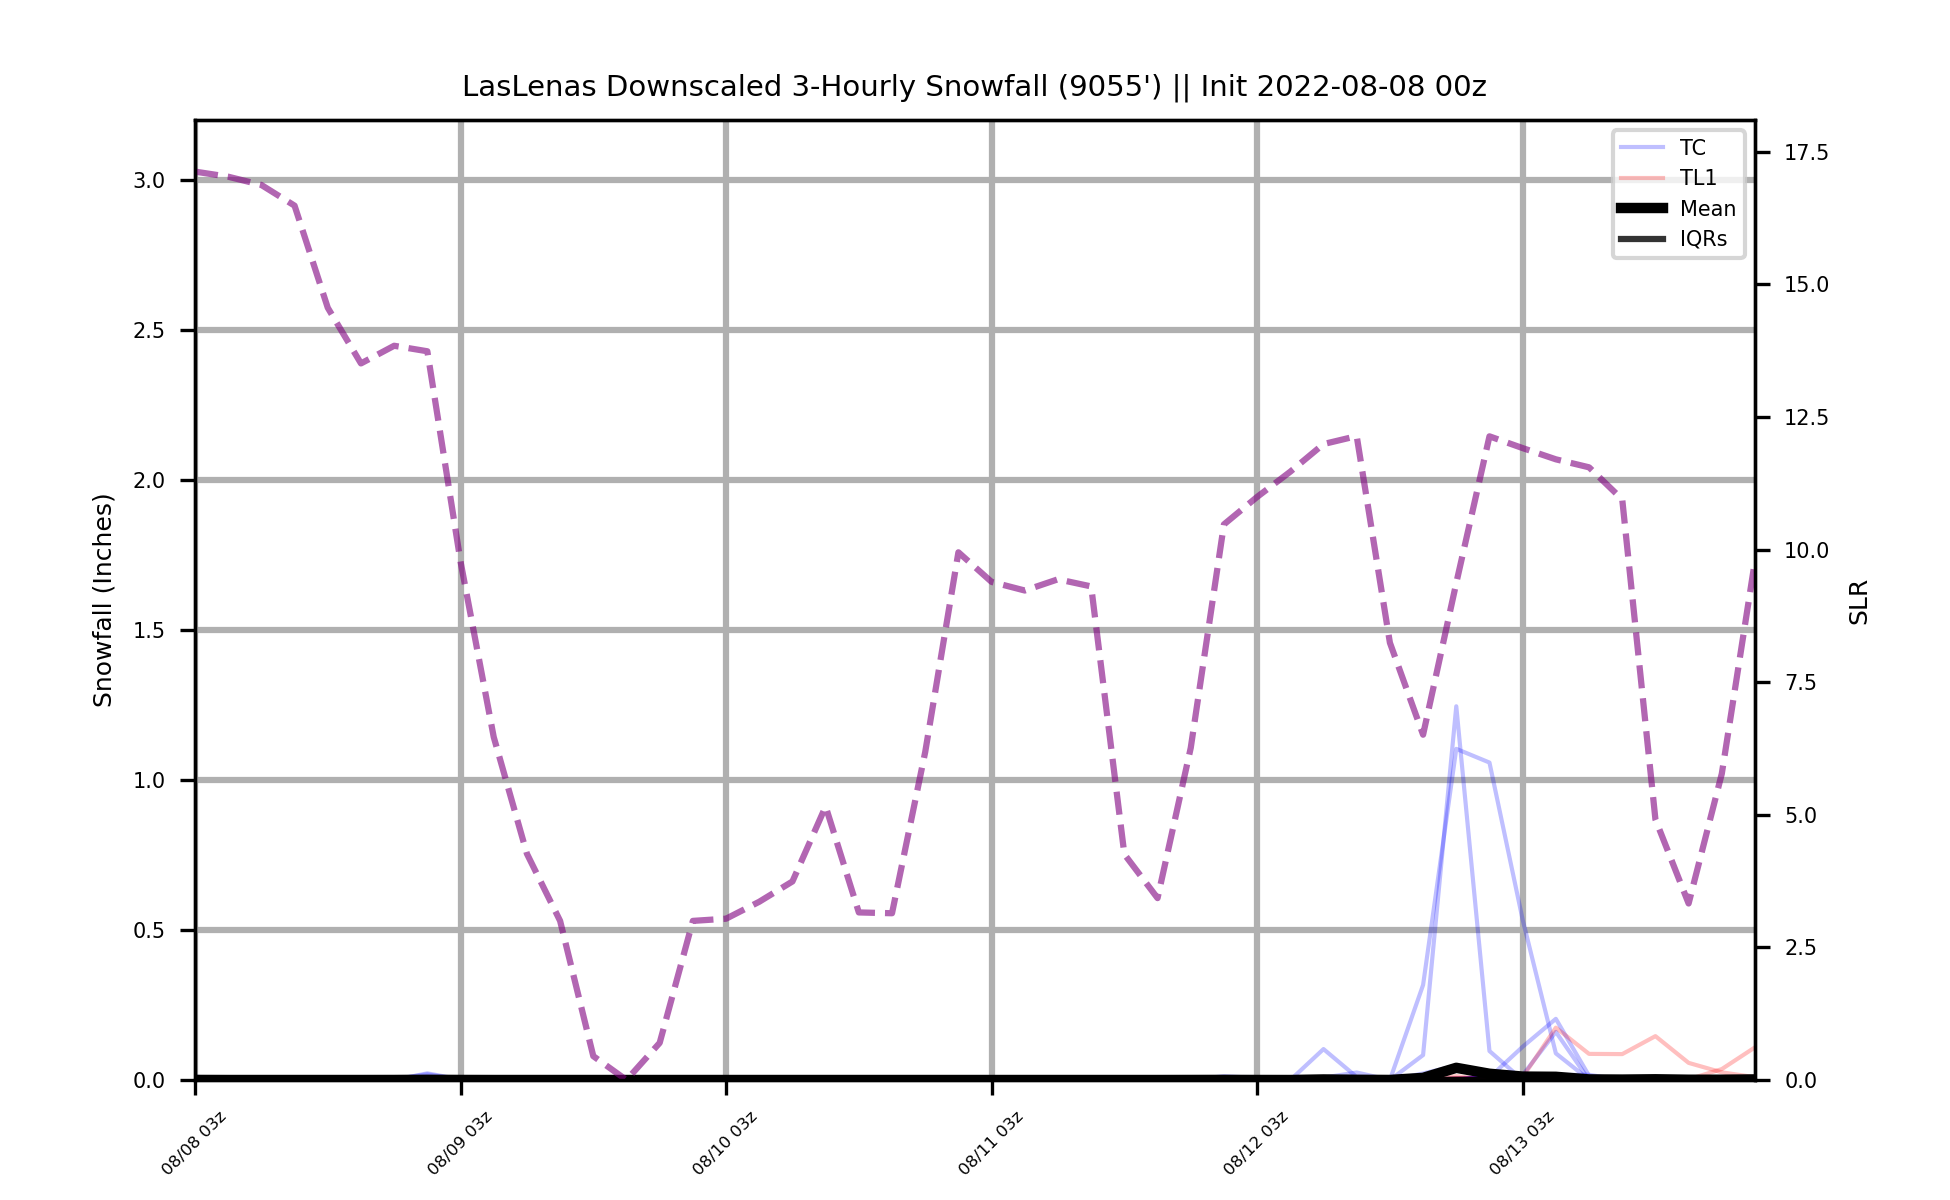 LasLenas Downscaled 3-Hourly Snowfall (9055') || Init 2022-08-08 00z
TC
TL1
Mean
IQRs
Snowfall (Inches)
3.0
2.5
2.0
1.5
1.0
0.5
0.0
17.5
15.0
12.5
10.0
7.5
5.0
2.5
0.0
SLR
08/08 03z
08/09 03z
08/10 03z
08/11 03z
08/12 03z
08/13 03z